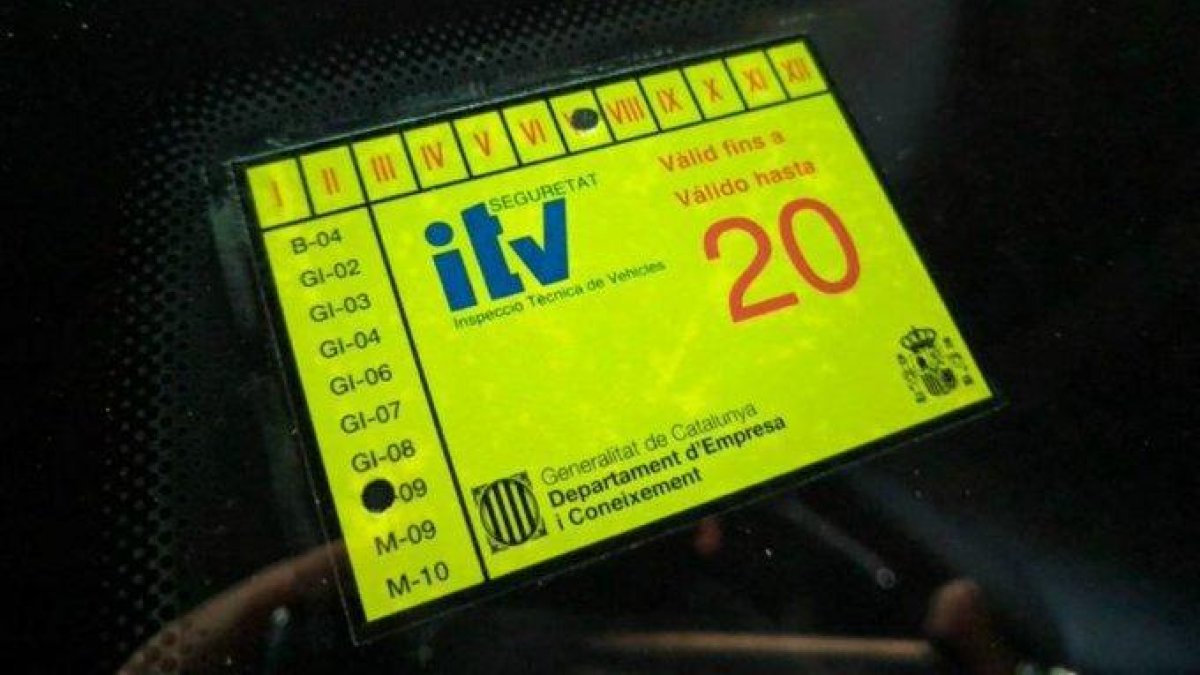 I II III IV V VI VIII IX X XI XII
B-04
GI-02
GI-03
GI-04
GI-06
GI-07
GI-08
-09
M-09
M-10
SEGURETAT
itv
Inspecció Tècnica de Vehicles
Vàlid fins a
Válido hasta
20
Generalitat de Catalunya
Departament d'Empresa
i Coneixement